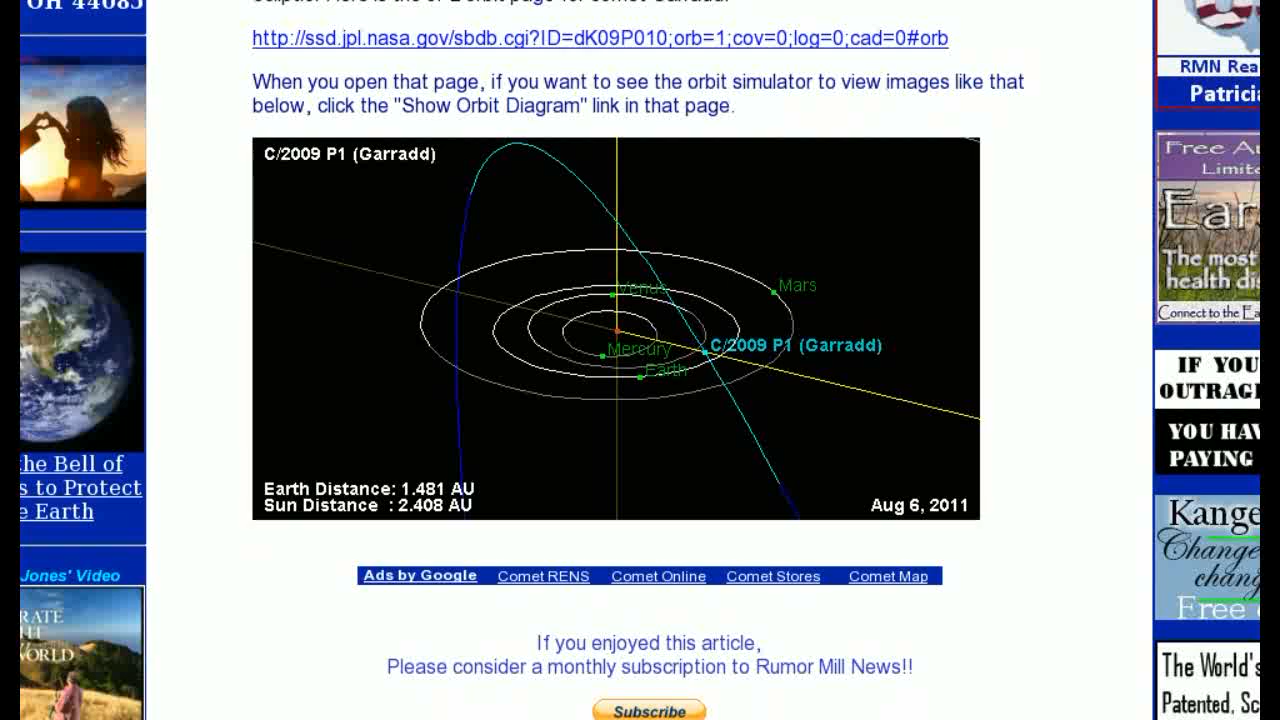 OH 44085
http://ssd.jpl.nasa.gov/sbdb.cgi?ID=dK09P010;orb=1;cov=0;log=0;cad=0#orb
When you open that page, if you want to see the orbit simulator to view images like that
below, click the "Show Orbit Diagram" link in that page.
C/2009 P1 (Garradd)
Venus
Mars
C/2009 P1 (Garradd)
Mercury
Earth
Earth Distance: 1.481 AU
Sun Distance : 2.408 AU
Aug 6, 2011
Ads by Google Comet RENS Comet Online Comet Stores Comet Map
If you enjoyed this article,
Please consider a monthly subscription to Rumor Mill News!!
Subscribe
the Bell of
s to Protect
e Earth
Jones' Video
RATE
WORLD
RMN Rea
Patricia
Free Au
Limite
Ear
The most
health dis
Connect to the Ea
IF YOU
OUTRAG
YOU HAV
PAYING
Kange
Change
chang
Free
The World's
Patented, Sc